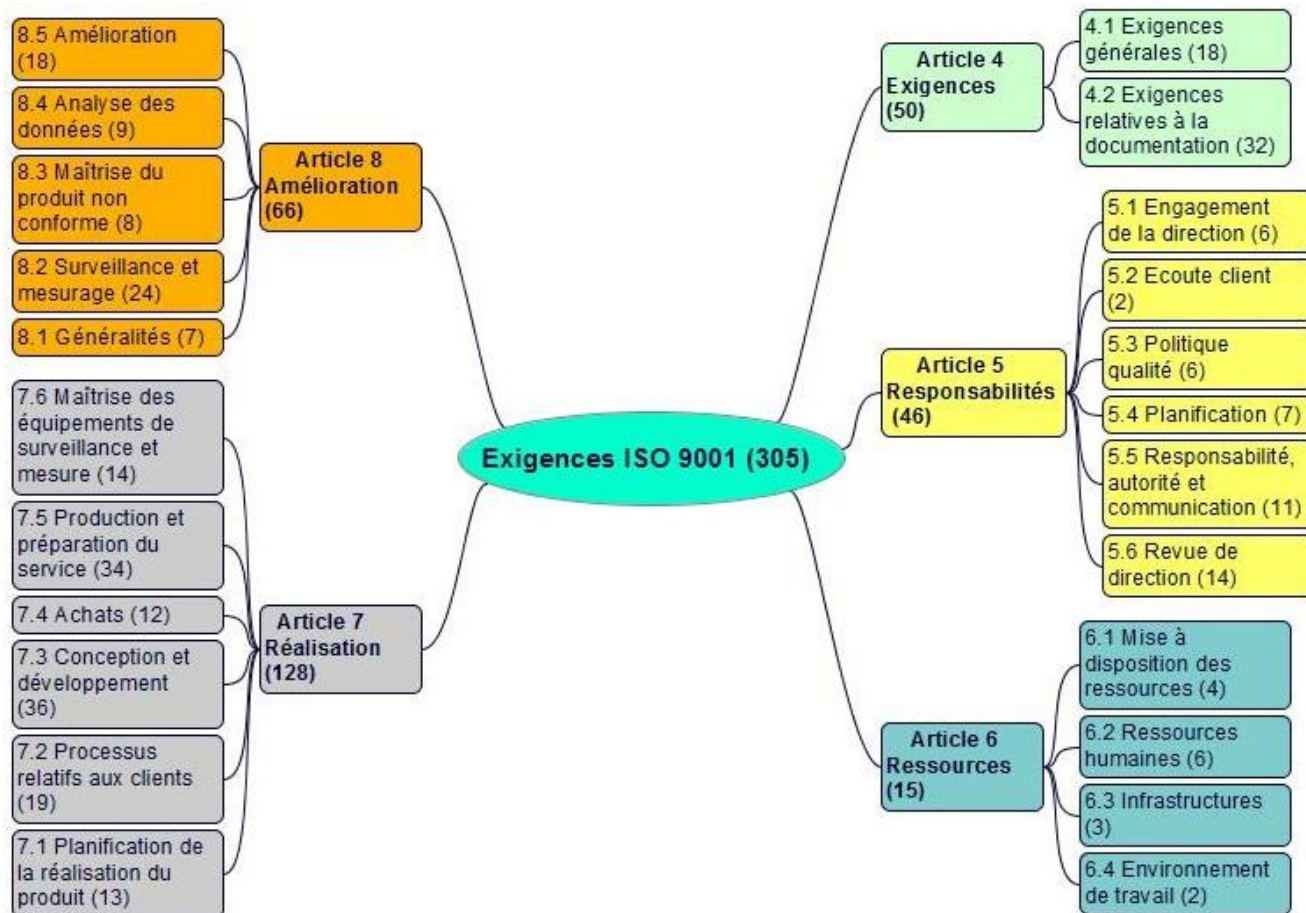 Exigences ISO 9001 (305)
Article 4
Exigences
(50)
4.1 Exigences
générales (18)
4.2 Exigences
relatives à la
documentation (32)
Article 5
Responsabilités
(46)
5.1 Engagement
de la direction (6)
5.2 Ecoute client
(2)
5.3 Politique
qualité (6)
5.4 Planification (7)
5.5 Responsabilité,
autorité et
communication (11)
5.6 Revue de
direction (14)
Article 6
Ressources
(15)
6.1 Mise à
disposition des
ressources (4)
6.2 Ressources
humaines (6)
6.3 Infrastructures
(3)
6.4 Environnement
de travail (2)
Article 8
Amélioration
(66)
8.5 Amélioration
(18)
8.4 Analyse des
données (9)
8.3 Maîtrise du
produit non
conforme (8)
8.2 Surveillance et
mesurage (24)
8.1 Généralités (7)
Article 7
Réalisation
(128)
7.6 Maîtrise des
équipements de
surveillance et
mesure (14)
7.5 Production et
préparation du
service (34)
7.4 Achats (12)
7.3 Conception et
développement
(36)
7.2 Processus
relatifs aux clients
(19)
7.1 Planification de
la réalisation du
produit (13)